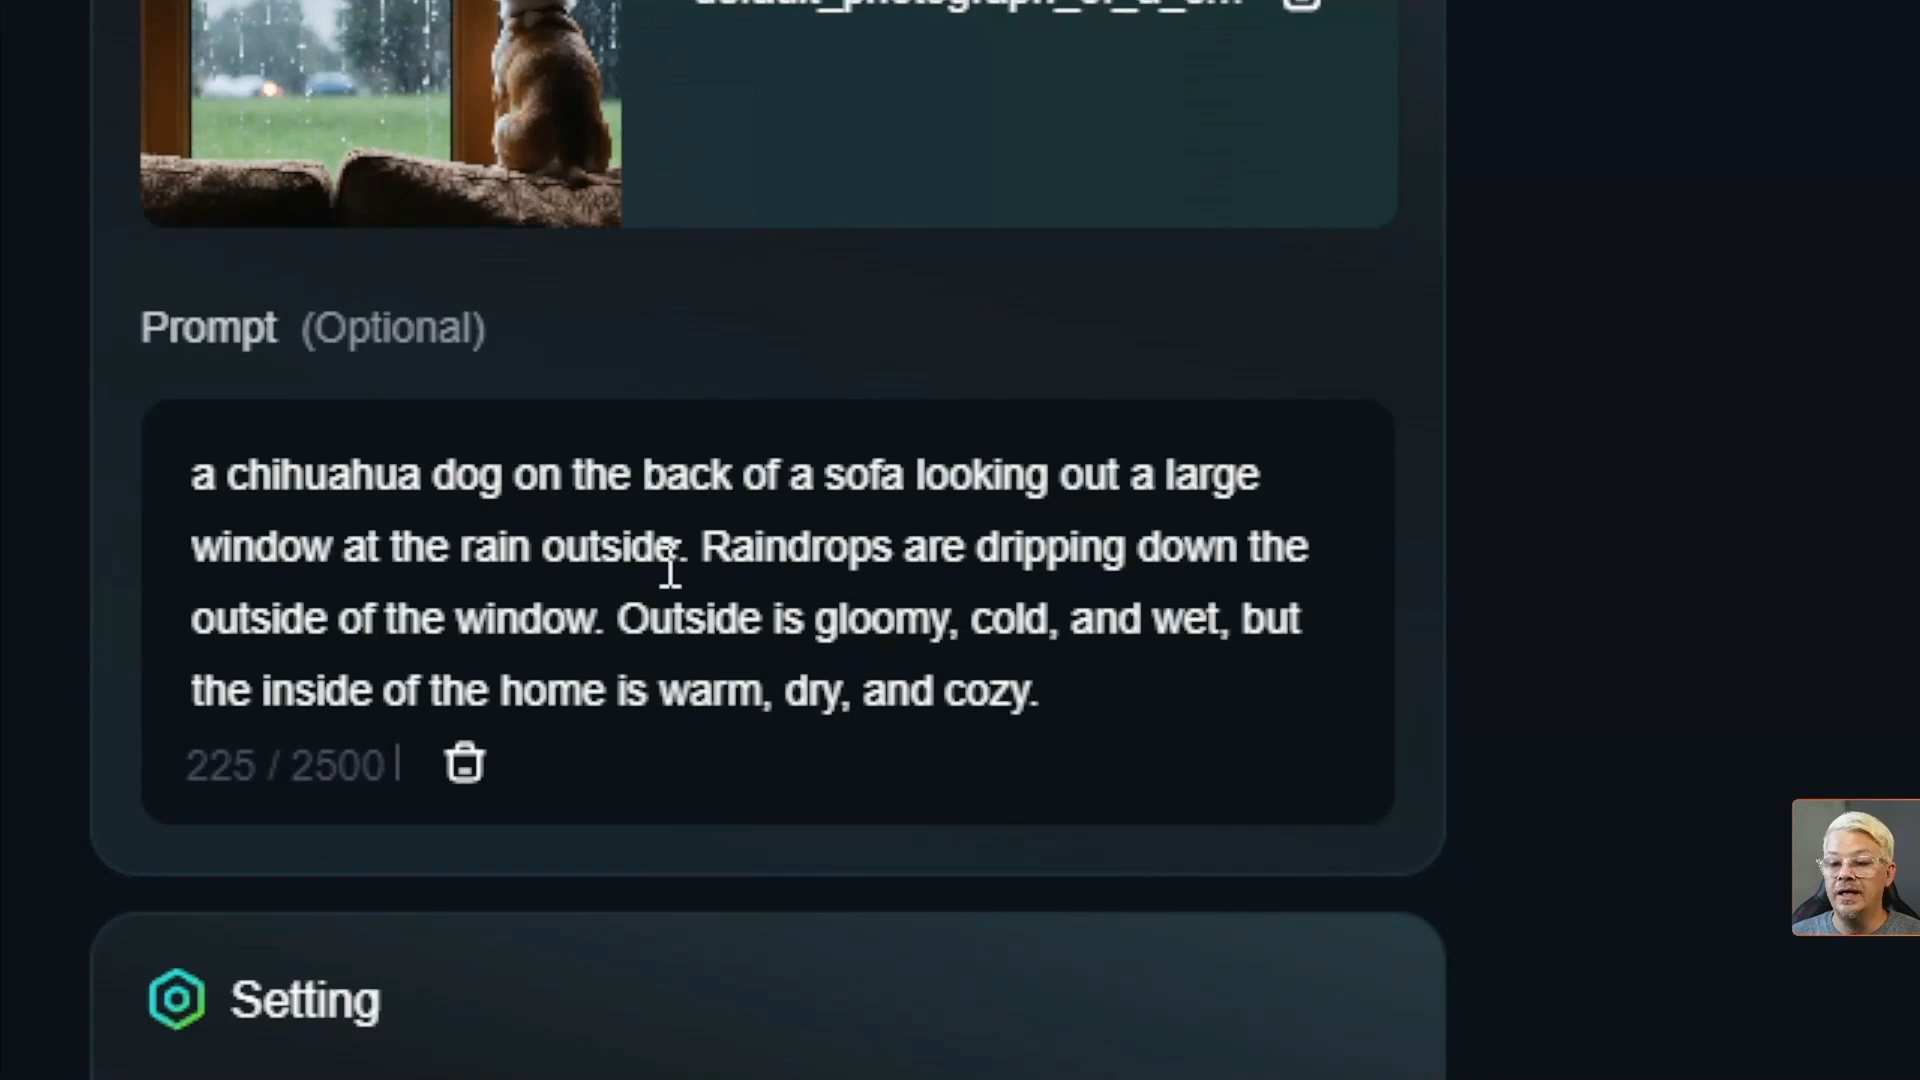 Prompt (Optional)
a chihuahua dog on the back of a sofa looking out a large
window at the rain outside. Raindrops are dripping down the
outside of the window. Outside is gloomy, cold, and wet, but
the inside of the home is warm, dry, and cozy.
225 / 2500
Setting